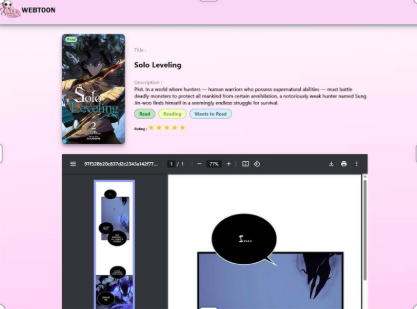 WEBTOON
Read
Solo
Leveling
2
Title :
Solo Leveling
Description :
Plot. In a world where hunters — human warriors who possess supernatural abilities — must battle
deadly monsters to protect all mankind from certain annihilation, a notoriously weak hunter named Sung
Jin-woo finds himself in a seemingly endless struggle for survival.
Read Reading Wants to Read
Rating :
1 / 1 77%
I......